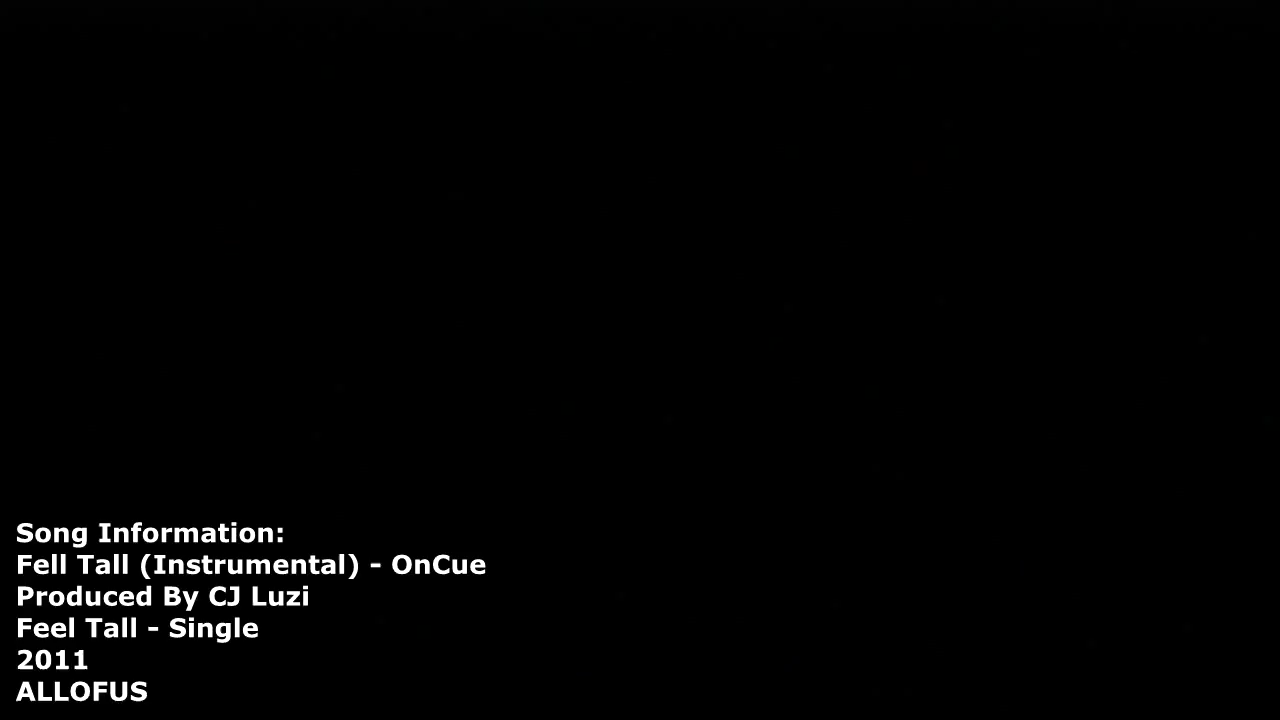 Song Information:
Fell Tall (Instrumental) - OnCue
Produced By CJ Luzi
Feel Tall - Single
2011
ALLOFUS